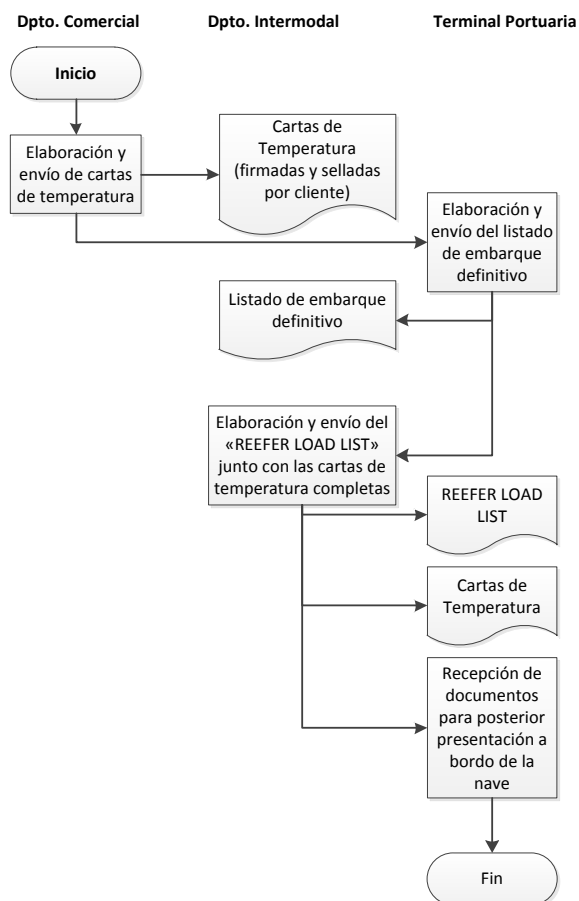 Dpto. Comercial
Dpto. Intermodal
Terminal Portuaria
Inicio
Elaboración y
envío de cartas
de temperatura
Cartas de
Temperatura
(firmadas y selladas
por cliente)
Elaboración y
envío del listado
de embarque
definitivo
Listado de embarque
definitivo
Elaboración y envío del
«REEFER LOAD LIST»
junto con las cartas de
temperatura completas
REEFER LOAD
LIST
Cartas de
Temperatura
Recepción de
documentos
para posterior
presentación a
bordo de la
nave
Fin